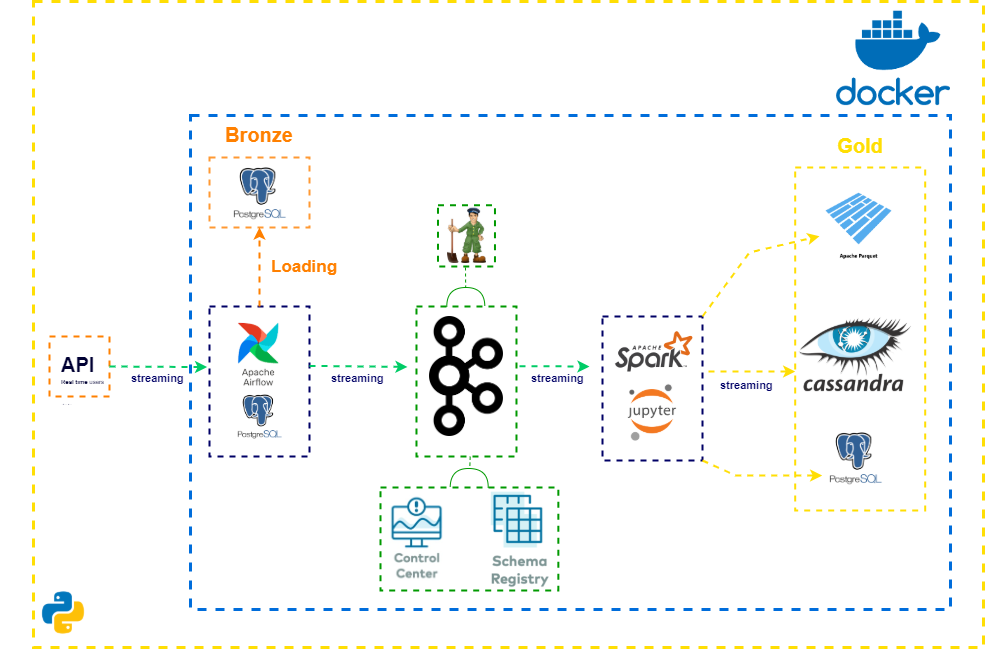 docker
Bronze
PostgreSQL
Gold
Loading
Apache Parquet
API
Real time users
streaming
Apache
Airflow
PostgreSQL
streaming
streaming
APACHE
Spark
jupyter
streaming
cassandra
PostgreSQL
Control
Center
Schema
Registry